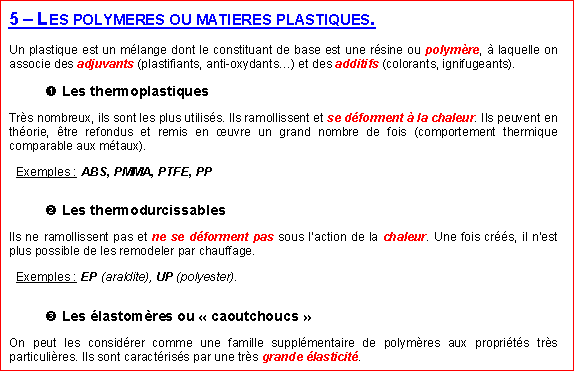 5 – LES POLYMERES OU MATIERES PLASTIQUES.
Un plastique est un mélange dont le constituant de base est une résine ou polymère, à laquelle on
associe des adjuvants (plastifiants, anti-oxydants…) et des additifs (colorants, ignifugeants).
❶ Les thermoplastiques
Très nombreux, ils sont les plus utilisés. Ils ramollissent et se déforment à la chaleur. Ils peuvent en
théorie, être refondus et remis en œuvre un grand nombre de fois (comportement thermique
comparable aux métaux).
Exemples : ABS, PMMA, PTFE, PP
❷ Les thermodurcissables
Ils ne ramollissent pas et ne se déforment pas sous l'action de la chaleur. Une fois créés, il n'est
plus possible de les remodeler par chauffage.
Exemples : EP (araldite), UP (polyester).
❸ Les élastomères ou « caoutchoucs »
On peut les considérer comme une famille supplémentaire de polymères aux propriétés très
particulières. Ils sont caractérisés par une très grande élasticité.